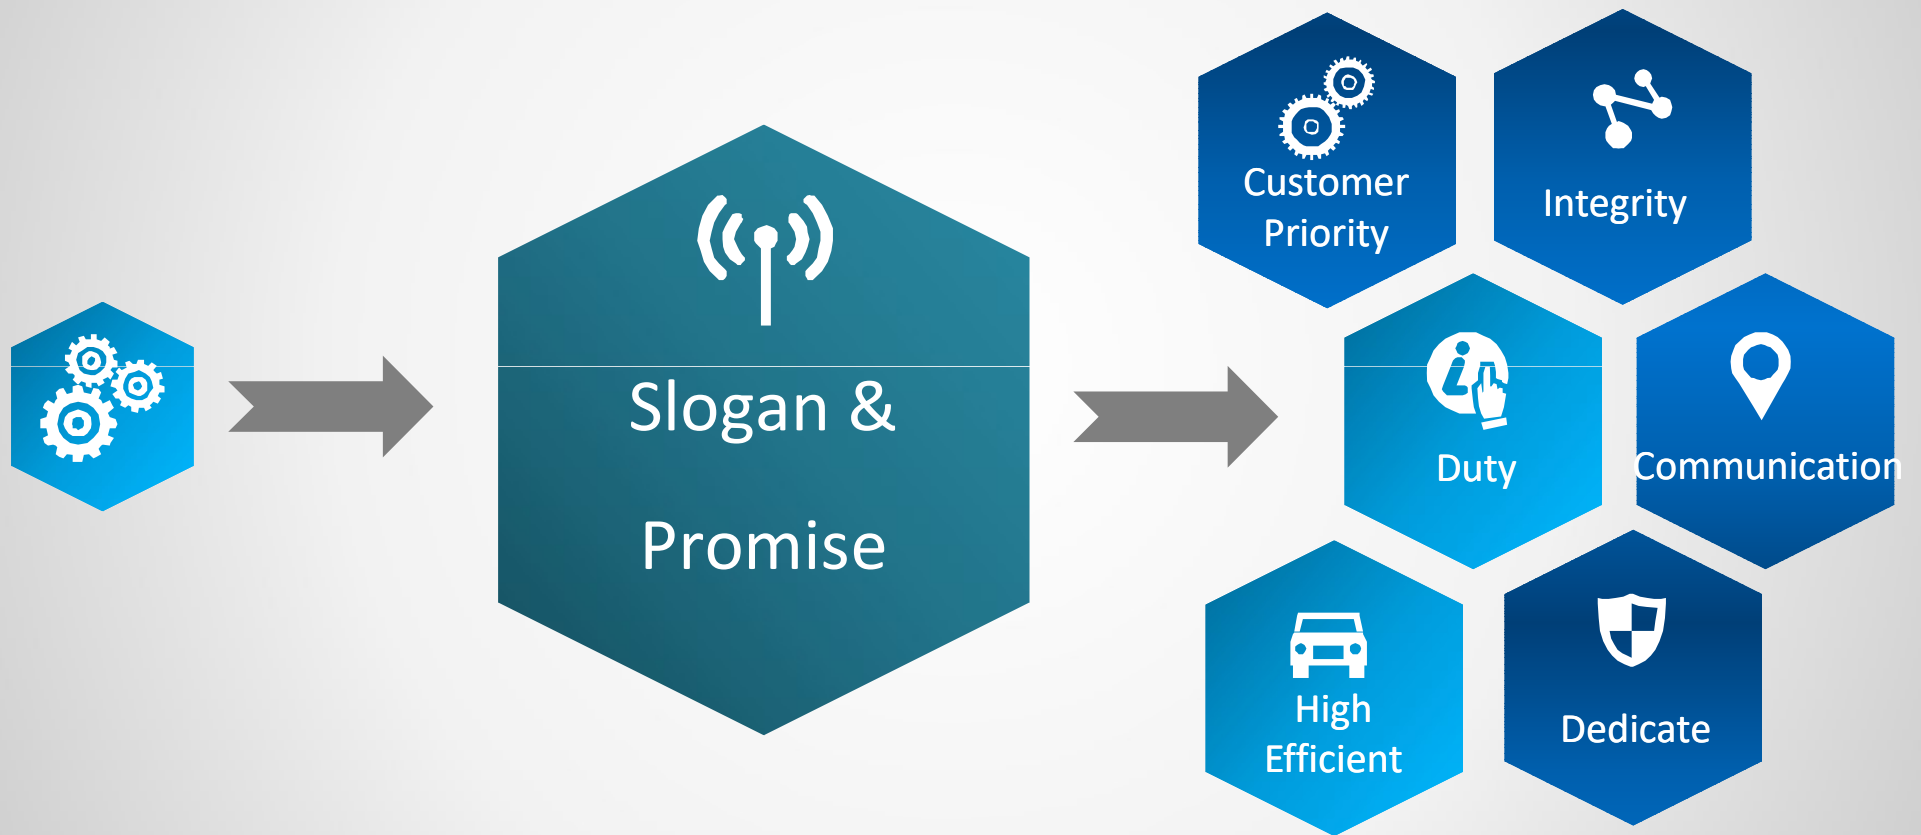 Slogan &
Promise
Customer
Priority
Integrity
Duty
Communication
High
Efficient
Dedicate